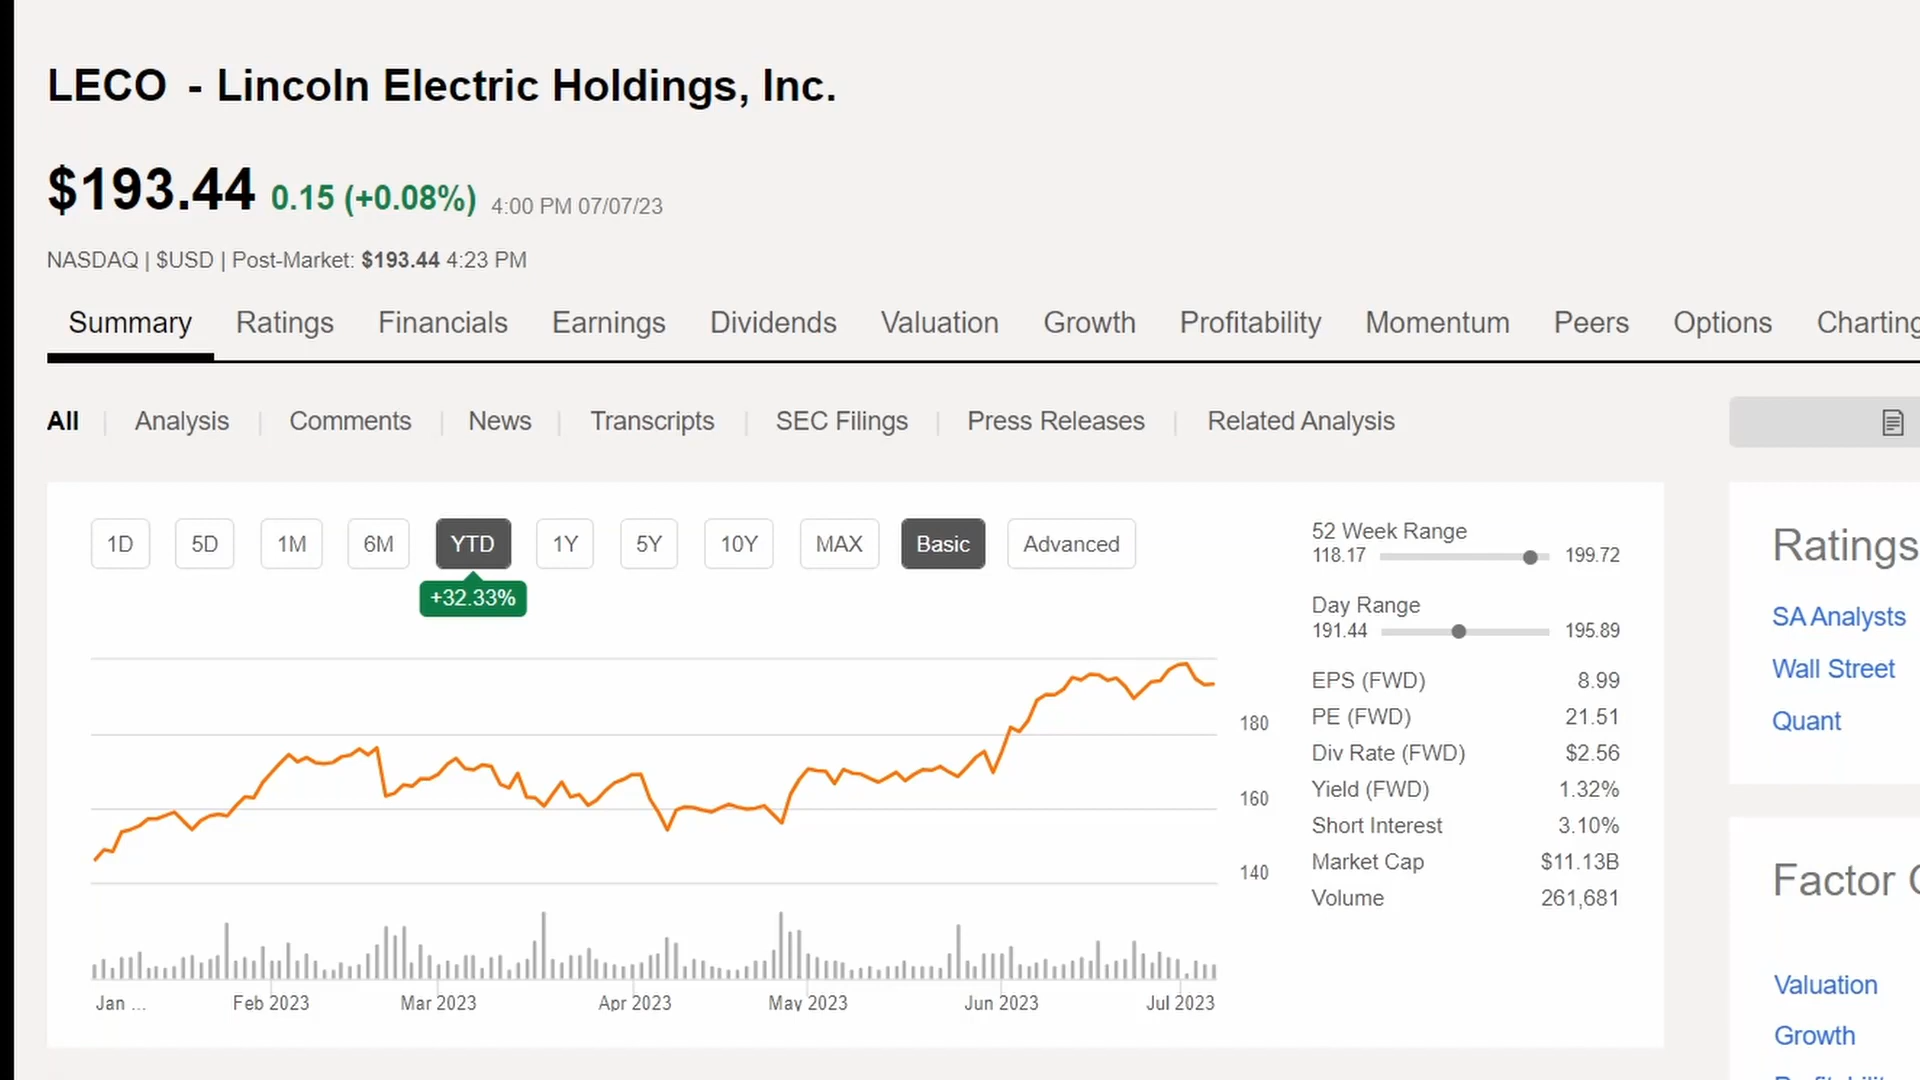 LECO - Lincoln Electric Holdings, Inc.
$193.44 0.15 (+0.08%) 4:00 PM 07/07/23
NASDAQ | $USD | Post-Market: $193.44 4:23 PM
Summary Ratings Financials Earnings Dividends Valuation Growth Profitability Momentum Peers Options Charting
All | Analysis | Comments | News | Transcripts | SEC Filings | Press Releases | Related Analysis
1D 5D 1M 6M YTD 1Y 5Y 10Y MAX Basic Advanced
+32.33%
180
160
140
Jan ... Feb 2023 Mar 2023 Apr 2023 May 2023 Jun 2023 Jul 2023
52 Week Range
118.17 199.72
Day Range
191.44 195.89
EPS (FWD) 8.99
PE (FWD) 21.51
Div Rate (FWD) $2.56
Yield (FWD) 1.32%
Short Interest 3.10%
Market Cap $11.13B
Volume 261,681
Ratings
SA Analysts
Wall Street
Quant
Factor
Valuation
Growth